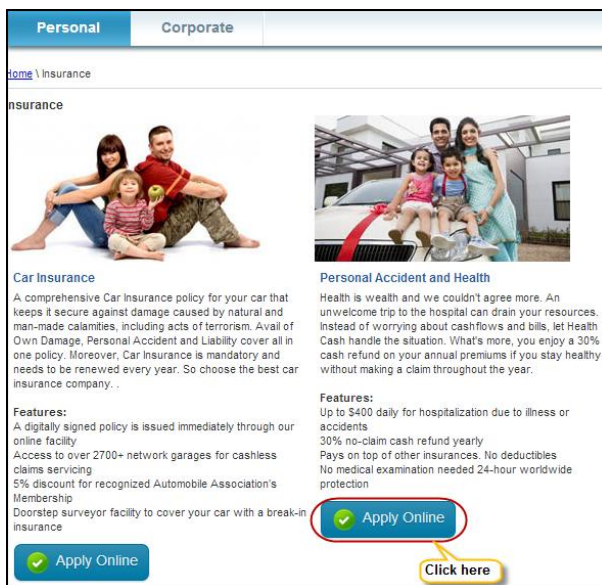 Personal
Corporate
Home \ Insurance
nsurance
Car Insurance
A comprehensive Car Insurance policy for your car that
keeps it secure against damage caused by natural and
man-made calamities, including acts of terrorism. Avail of
Own Damage, Personal Accident and Liability cover all in
one policy. Moreover, Car Insurance is mandatory and
needs to be renewed every year. So choose the best car
insurance company. .
Features:
A digitally signed policy is issued immediately through our
online facility
Access to over 2700+ network garages for cashless
claims servicing
5% discount for recognized Automobile Association's
Membership
Doorstep surveyor facility to cover your car with a break-in
insurance
Apply Online
Personal Accident and Health
Health is wealth and we couldn't agree more. An
unwelcome trip to the hospital can drain your resources.
Instead of worrying about cashflows and bills, let Health
Cash handle the situation. What's more, you enjoy a 30%
cash refund on your annual premiums if you stay healthy
without making a claim throughout the year.
Features:
Up to $400 daily for hospitalization due to illness or
accidents
30% no-claim cash refund yearly
Pays on top of other insurances. No deductibles
No medical examination needed 24-hour worldwide
protection
Apply Online
Click here